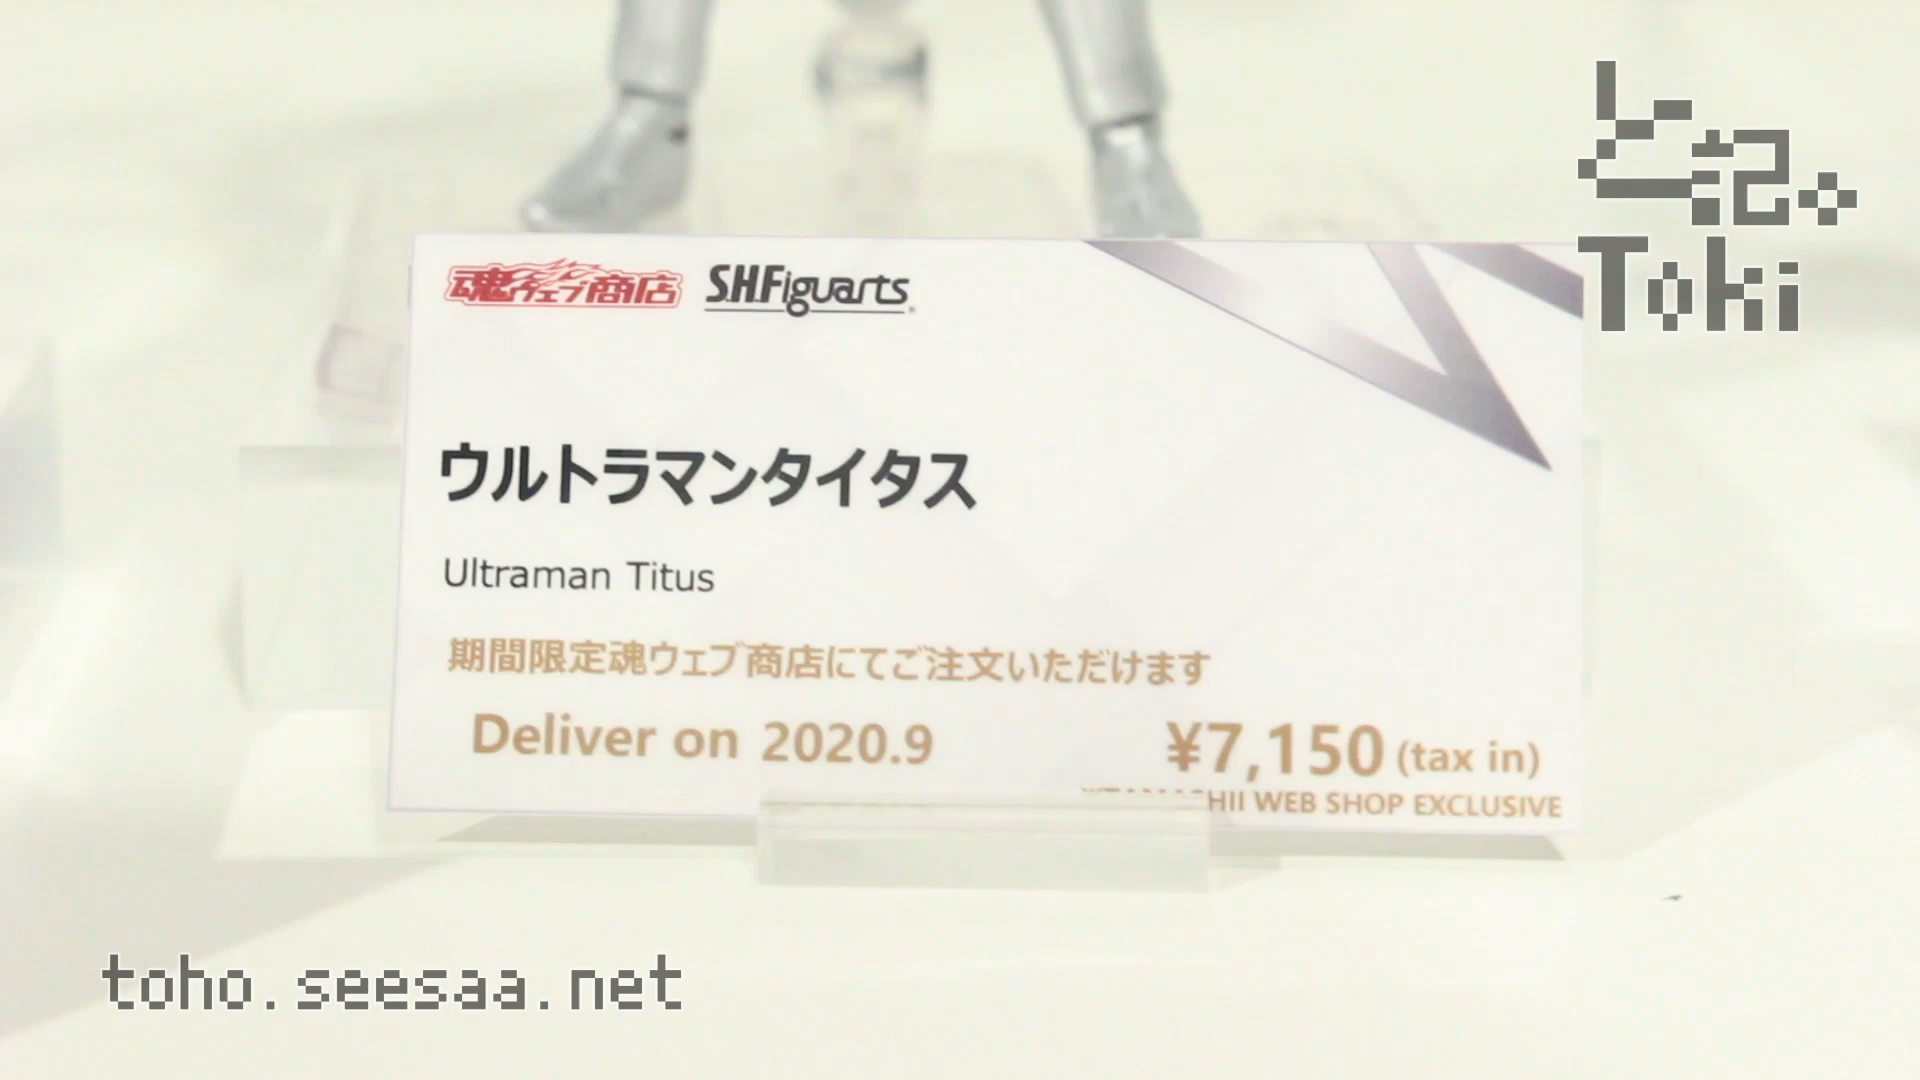 と記。
Toki
魂ウェブ商店 S.H.Figuarts
ウルトラマンタイタス
Ultraman Titus
期間限定魂ウェブ商店にてご注文いただけます
Deliver on 2020.9 ¥7,150 (tax in)
※TAMASHII WEB SHOP EXCLUSIVE
toho.seesaa.net